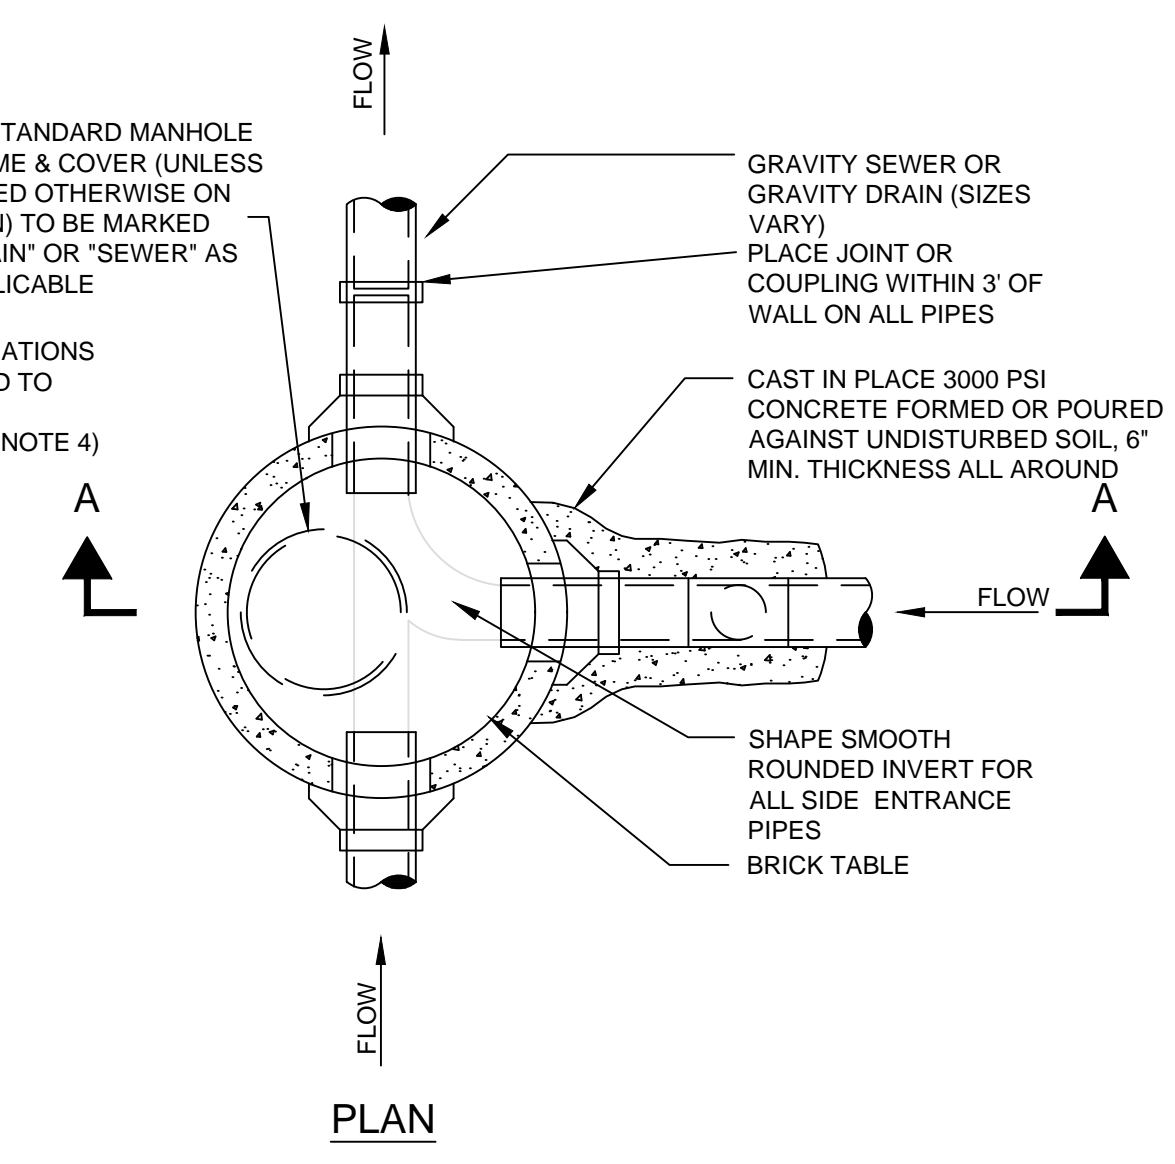 FLOW
TANDARD MANHOLE
ME & COVER (UNLESS
ED OTHERWISE ON
N) TO BE MARKED
AIN" OR "SEWER" AS
LICABLE
ATIONS
D TO
NOTE 4)
GRAVITY SEWER OR
GRAVITY DRAIN (SIZES
VARY)
PLACE JOINT OR
COUPLING WITHIN 3' OF
WALL ON ALL PIPES
CAST IN PLACE 3000 PSI
CONCRETE FORMED OR POURED
AGAINST UNDISTURBED SOIL, 6"
MIN. THICKNESS ALL AROUND
A
A
FLOW
SHAPE SMOOTH
ROUNDED INVERT FOR
ALL SIDE ENTRANCE
PIPES
BRICK TABLE
FLOW
PLAN